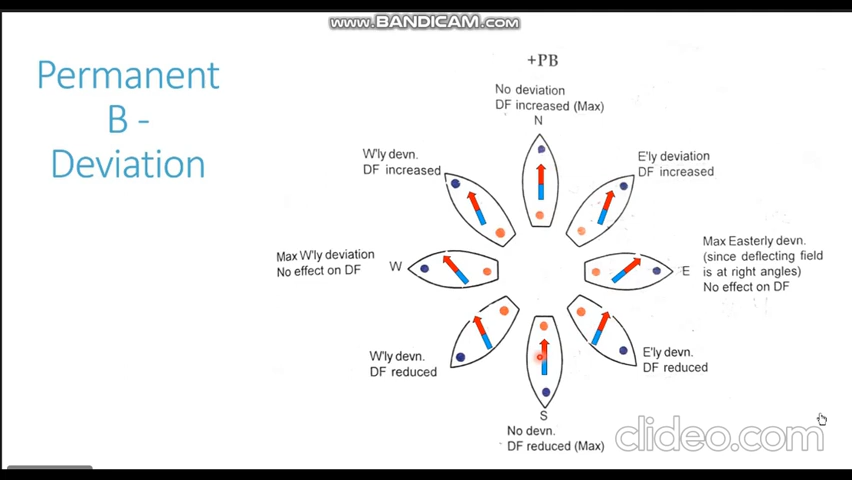 www.BANDICAM.com
Permanent
B -
Deviation
+PB
No deviation
DF increased (Max)
N
W'ly devn.
DF increased
E'ly deviation
DF increased
Max W'ly deviation
No effect on DF
W
E
Max Easterly devn.
(since deflecting field
is at right angles)
No effect on DF
W'ly devn.
DF reduced
E'ly devn.
DF reduced
S
No devn.
DF reduced (Max)
clideo.com